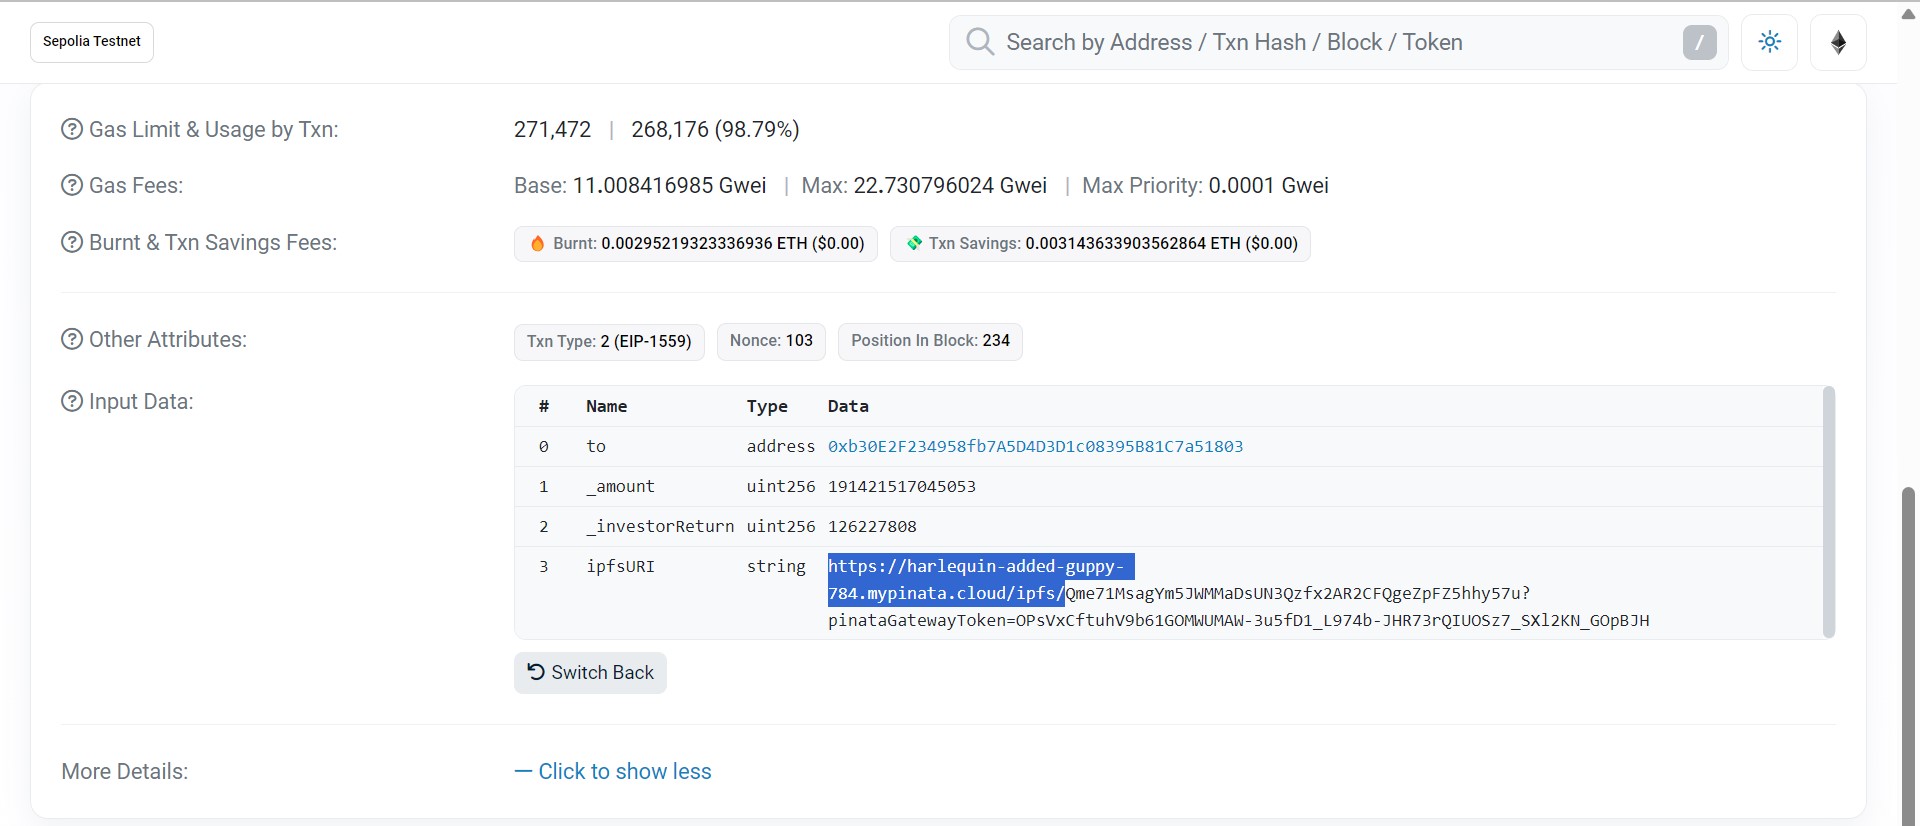 Sepolia Testnet
Search by Address / Txn Hash / Block / Token
/
Gas Limit & Usage by Txn:
271,472 | 268,176 (98.79%)
Gas Fees:
Base: 11.008416985 Gwei | Max: 22.730796024 Gwei | Max Priority: 0.0001 Gwei
Burnt & Txn Savings Fees:
Burnt: 0.00295219323336936 ETH ($0.00)
Txn Savings: 0.003143633903562864 ETH ($0.00)
Other Attributes:
Txn Type: 2 (EIP-1559)
Nonce: 103
Position In Block: 234
Input Data:
# Name Type Data
0 to address 0xb30E2F234958fb7A5D4D3D1c08395B81C7a51803
1 _amount uint256 191421517045053
2 _investorReturn uint256 126227808
3 ipfsURI string https://harlequin-added-guppy-
784.mypinata.cloud/ipfs/Qme71MsagYm5JWMMaDsUN3Qzfx2AR2CFQgeZpFZ5hhy57u?
pinataGatewayToken=OPsVxCftuhV9b61GOMWUMAW-3u5fD1_L974b-JHR73rQIUOSz7_SXl2KN_GOpBJH
Switch Back
More Details:
— Click to show less